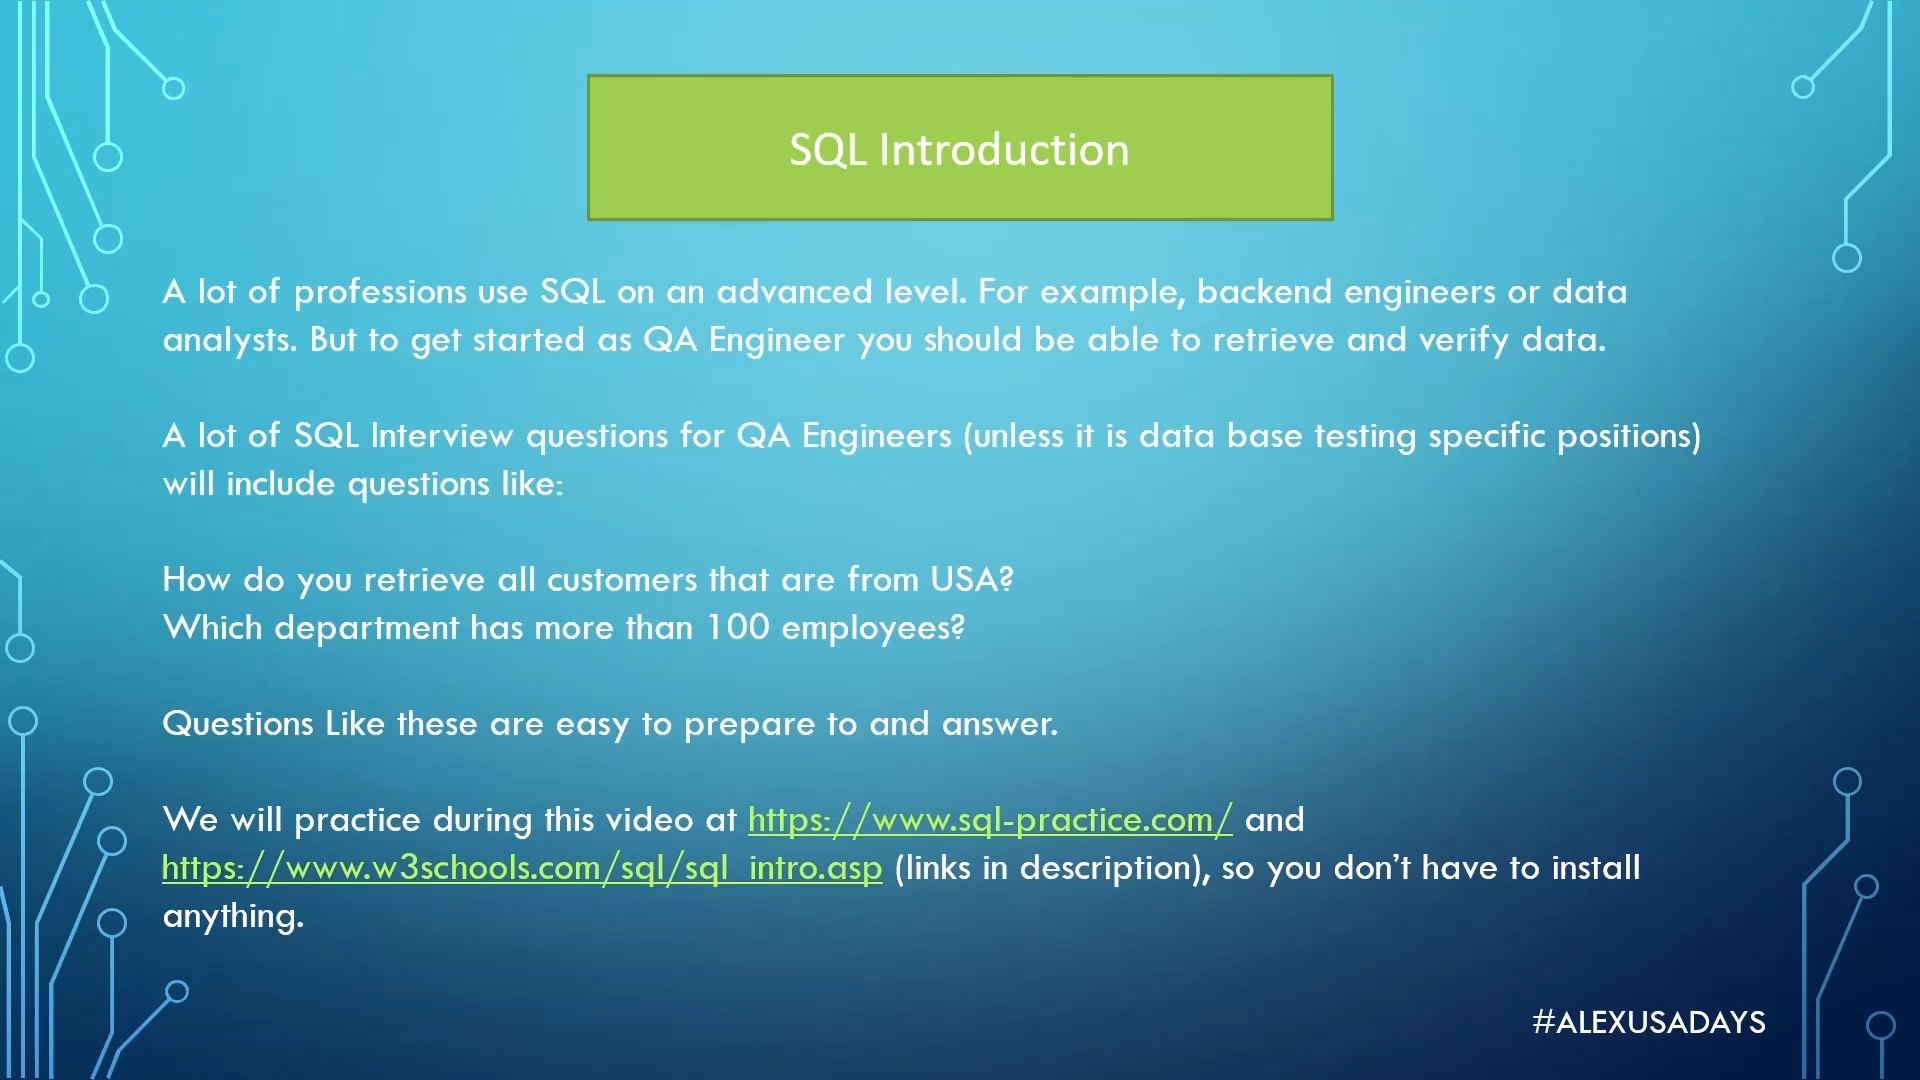 SQL Introduction
A lot of professions use SQL on an advanced level. For example, backend engineers or data
analysts. But to get started as QA Engineer you should be able to retrieve and verify data.
A lot of SQL Interview questions for QA Engineers (unless it is data base testing specific positions)
will include questions like:
How do you retrieve all customers that are from USA?
Which department has more than 100 employees?
Questions Like these are easy to prepare to and answer.
We will practice during this video at https://www.sql-practice.com/ and
https://www.w3schools.com/sql/sql_intro.asp (links in description), so you don’t have to install
anything.
#ALEXUSADAYS